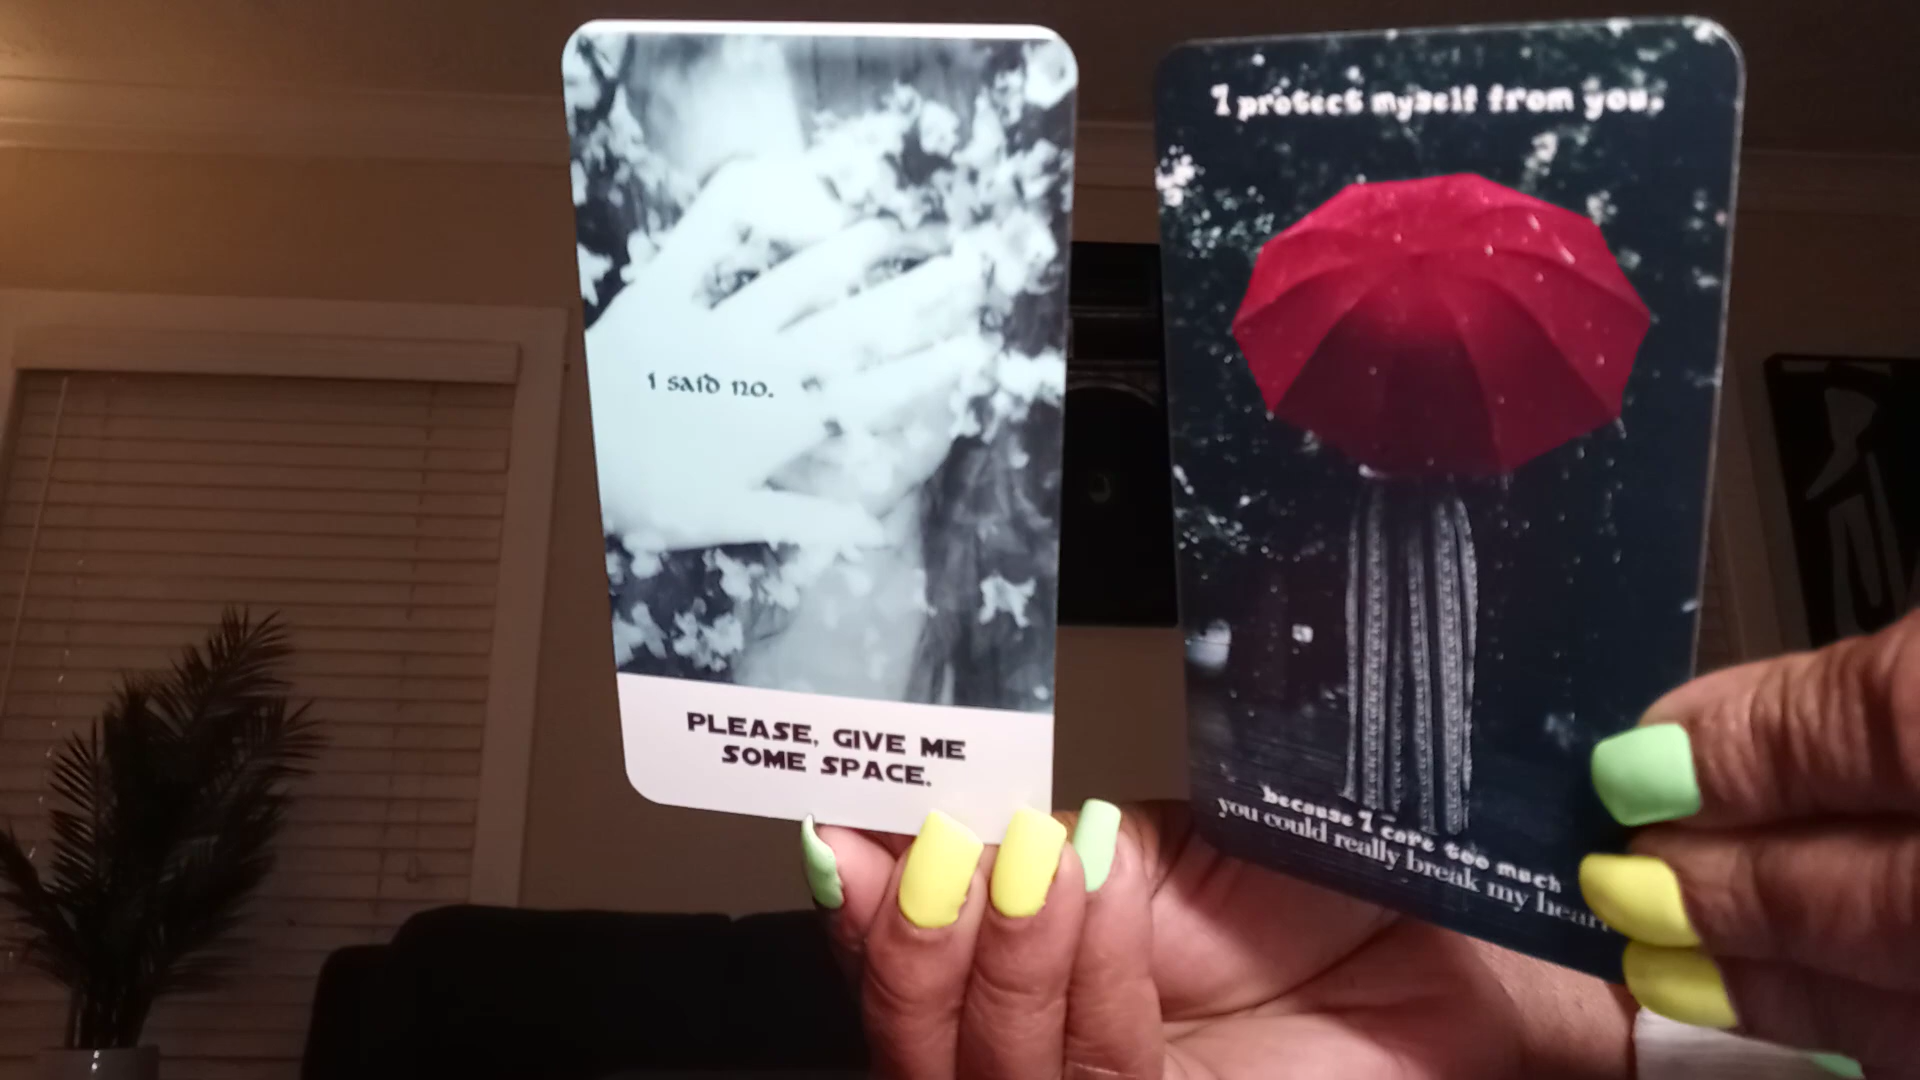 i said no.
PLEASE, GIVE ME
SOME SPACE.
I protect myself from you,
because I care too much
you could really break my heart